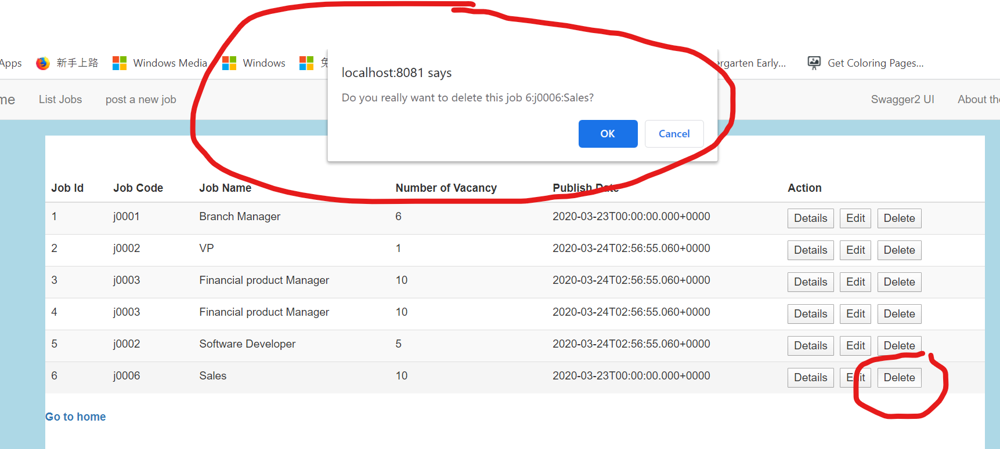 Apps 新手上路 Windows Media Windows 免 ergarten Early... Get Coloring Pages...
localhost:8081 says
Do you really want to delete this job 6:j0006:Sales?
OK Cancel
me List Jobs post a new job Swagger2 UI About the
Job Id Job Code Job Name Number of Vacancy Publish Date Action
1 j0001 Branch Manager 6 2020-03-23T00:00:00.000+0000 Details Edit Delete
2 j0002 VP 1 2020-03-24T02:56:55.060+0000 Details Edit Delete
3 j0003 Financial product Manager 10 2020-03-24T02:56:55.060+0000 Details Edit Delete
4 j0003 Financial product Manager 10 2020-03-24T02:56:55.060+0000 Details Edit Delete
5 j0002 Software Developer 5 2020-03-24T02:56:55.060+0000 Details Edit Delete
6 j0006 Sales 10 2020-03-23T00:00:00.000+0000 Details Edit Delete
Go to home